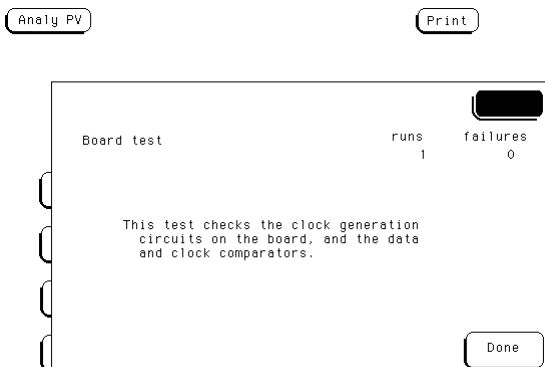 Analy PV
Print
Board test
runs
failures
1
0
This test checks the clock generation
circuits on the board, and the data
and clock comparators.
Done